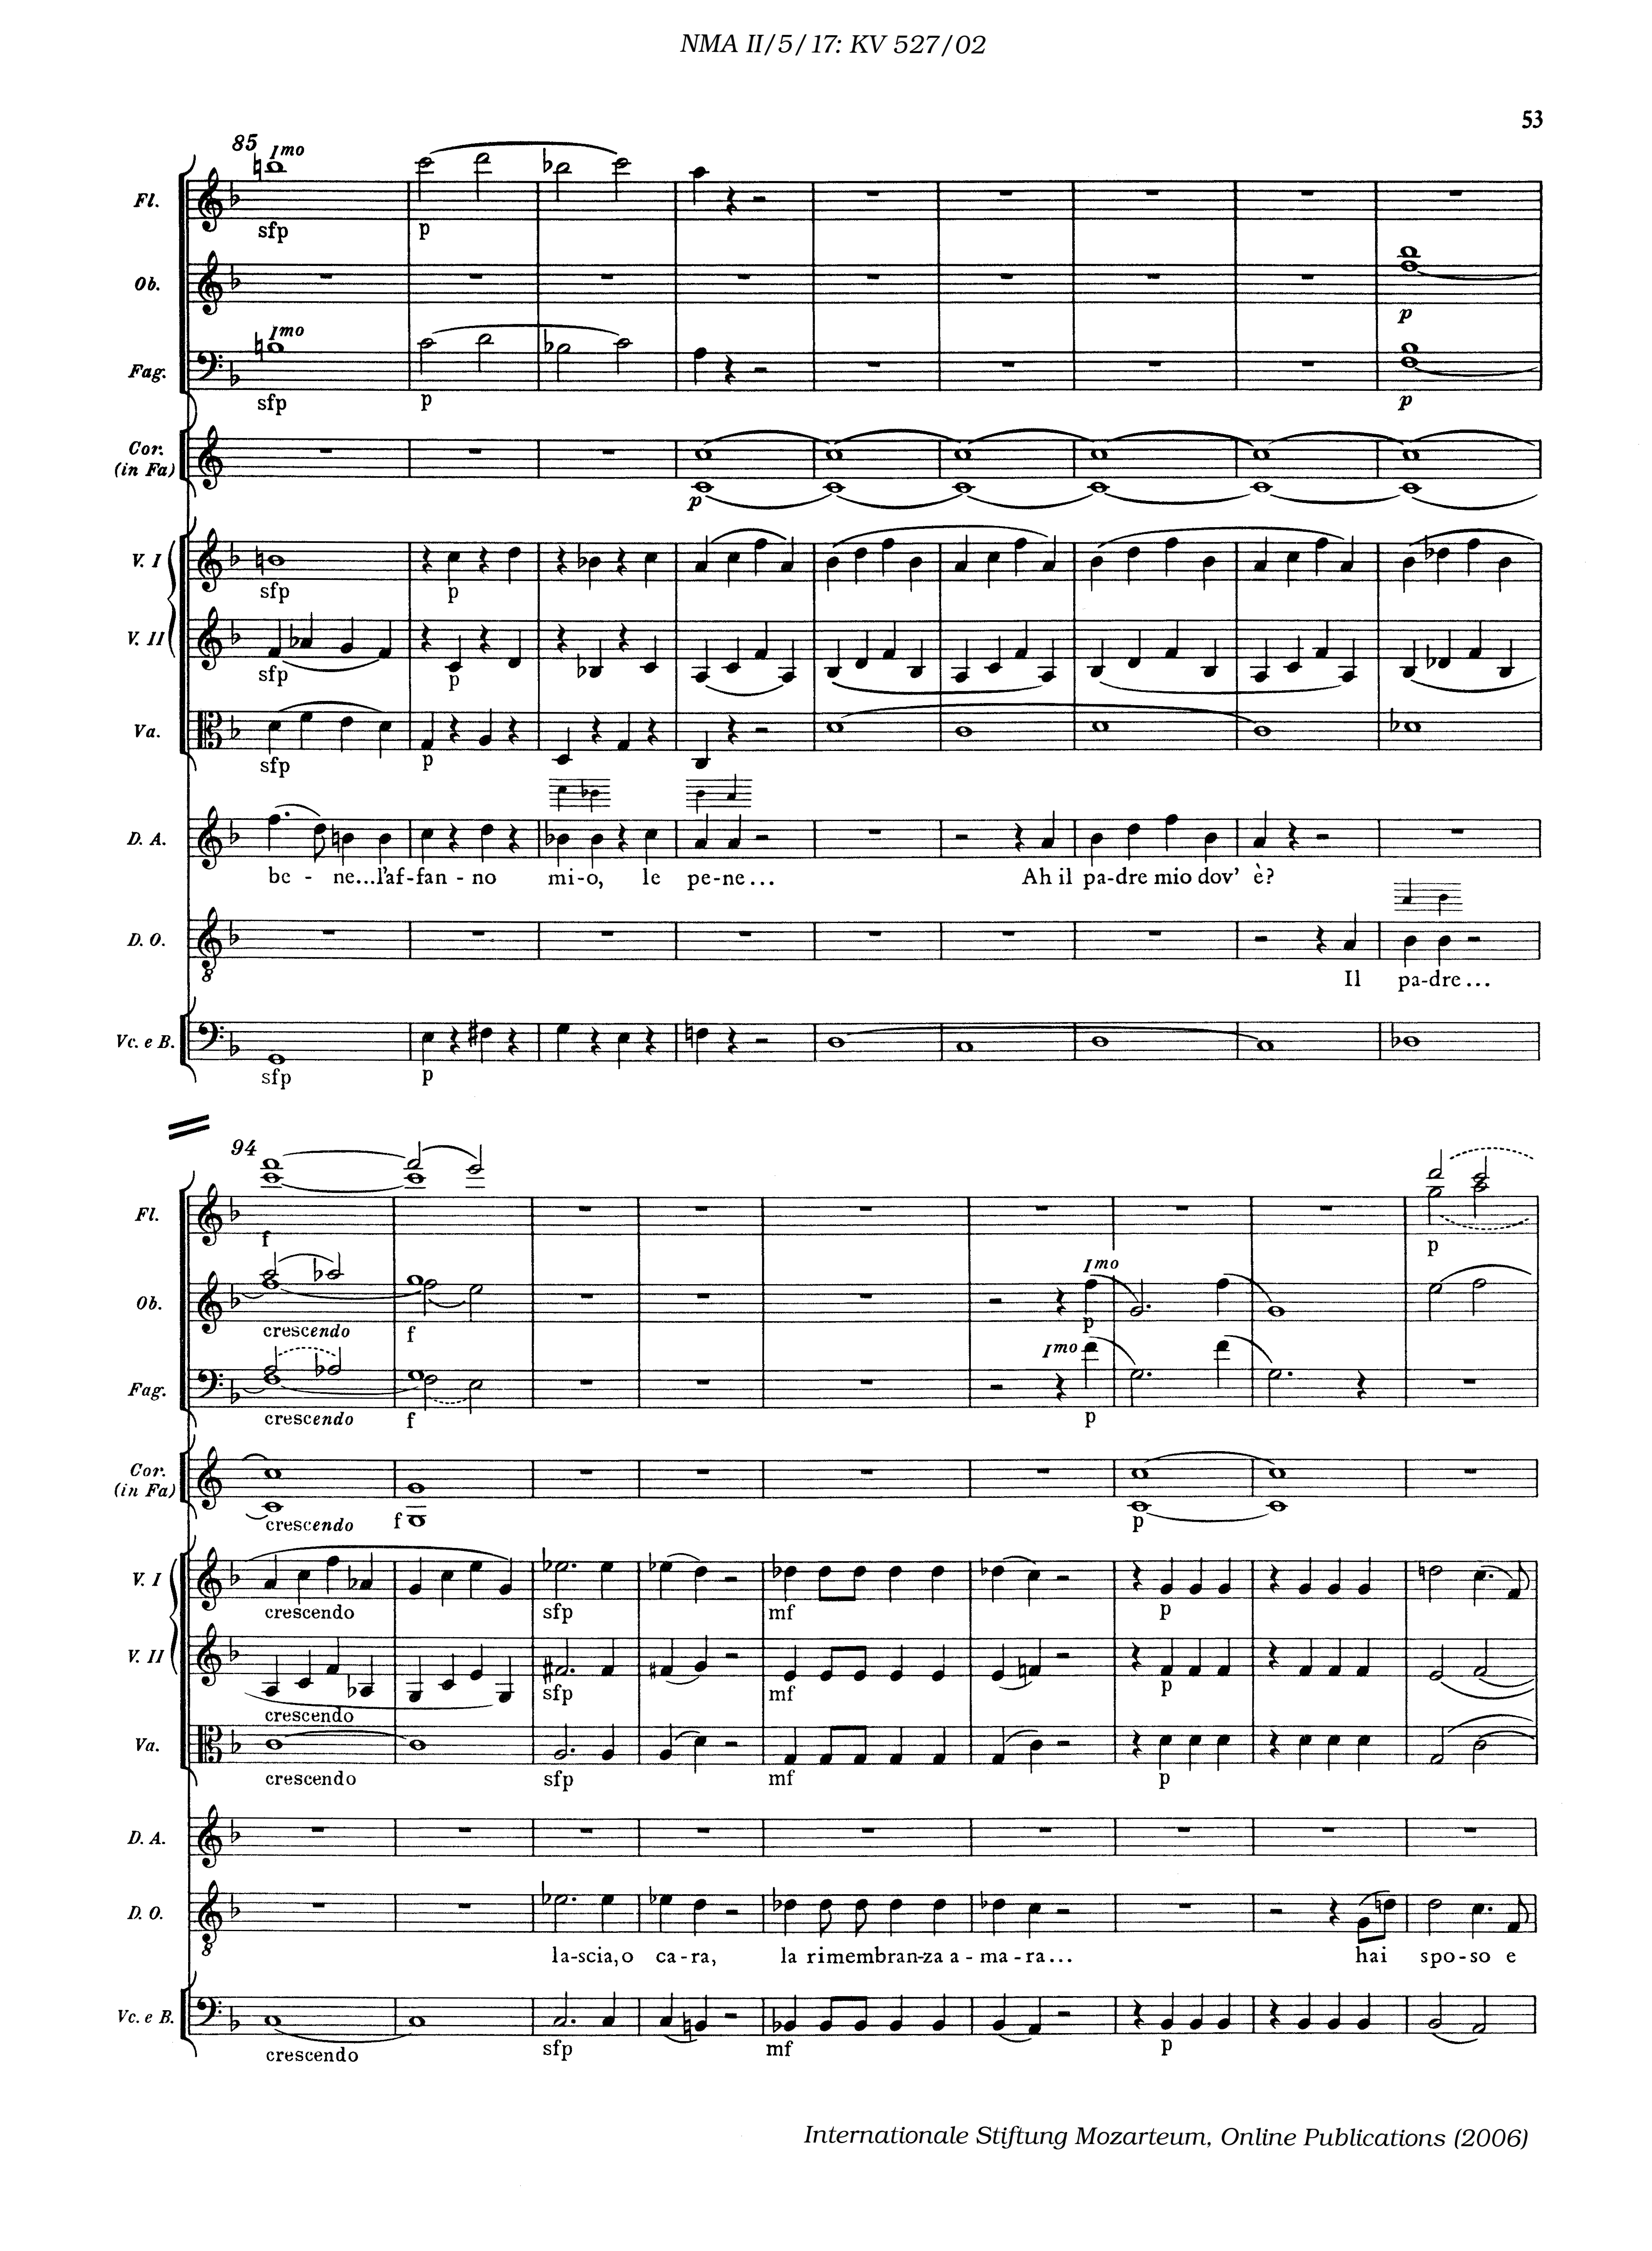 NMA II/5/17: KV 527/02
53
85
Imo
Fl.
sfp
p
Ob.
p
Imo
Fag.
sfp
p
p
Cor.
(in Fa)
p
V. I
sfp
p
V. II
sfp
p
Va.
sfp
p
D. A.
be - ne...l'af-fan - no mi-o, le pe-ne... Ah il pa-dre mio dov' è?
D. O.
8
Il pa-dre...
Vc. e B.
sfp
p
94
Fl.
f
p
Ob.
crescendo
f
Imo
p
Fag.
crescendo
f
Imo
p
Cor.
(in Fa)
crescendo
f
p
V. I
crescendo
sfp
mf
p
V. II
crescendo
sfp
mf
p
Va.
crescendo
sfp
mf
p
D. A.
D. O.
8
la-scia, o ca-ra, la rimembran-za a-ma-ra... hai spo-so e
Vc. e B.
crescendo
sfp
mf
p
Internationale Stiftung Mozarteum, Online Publications (2006)